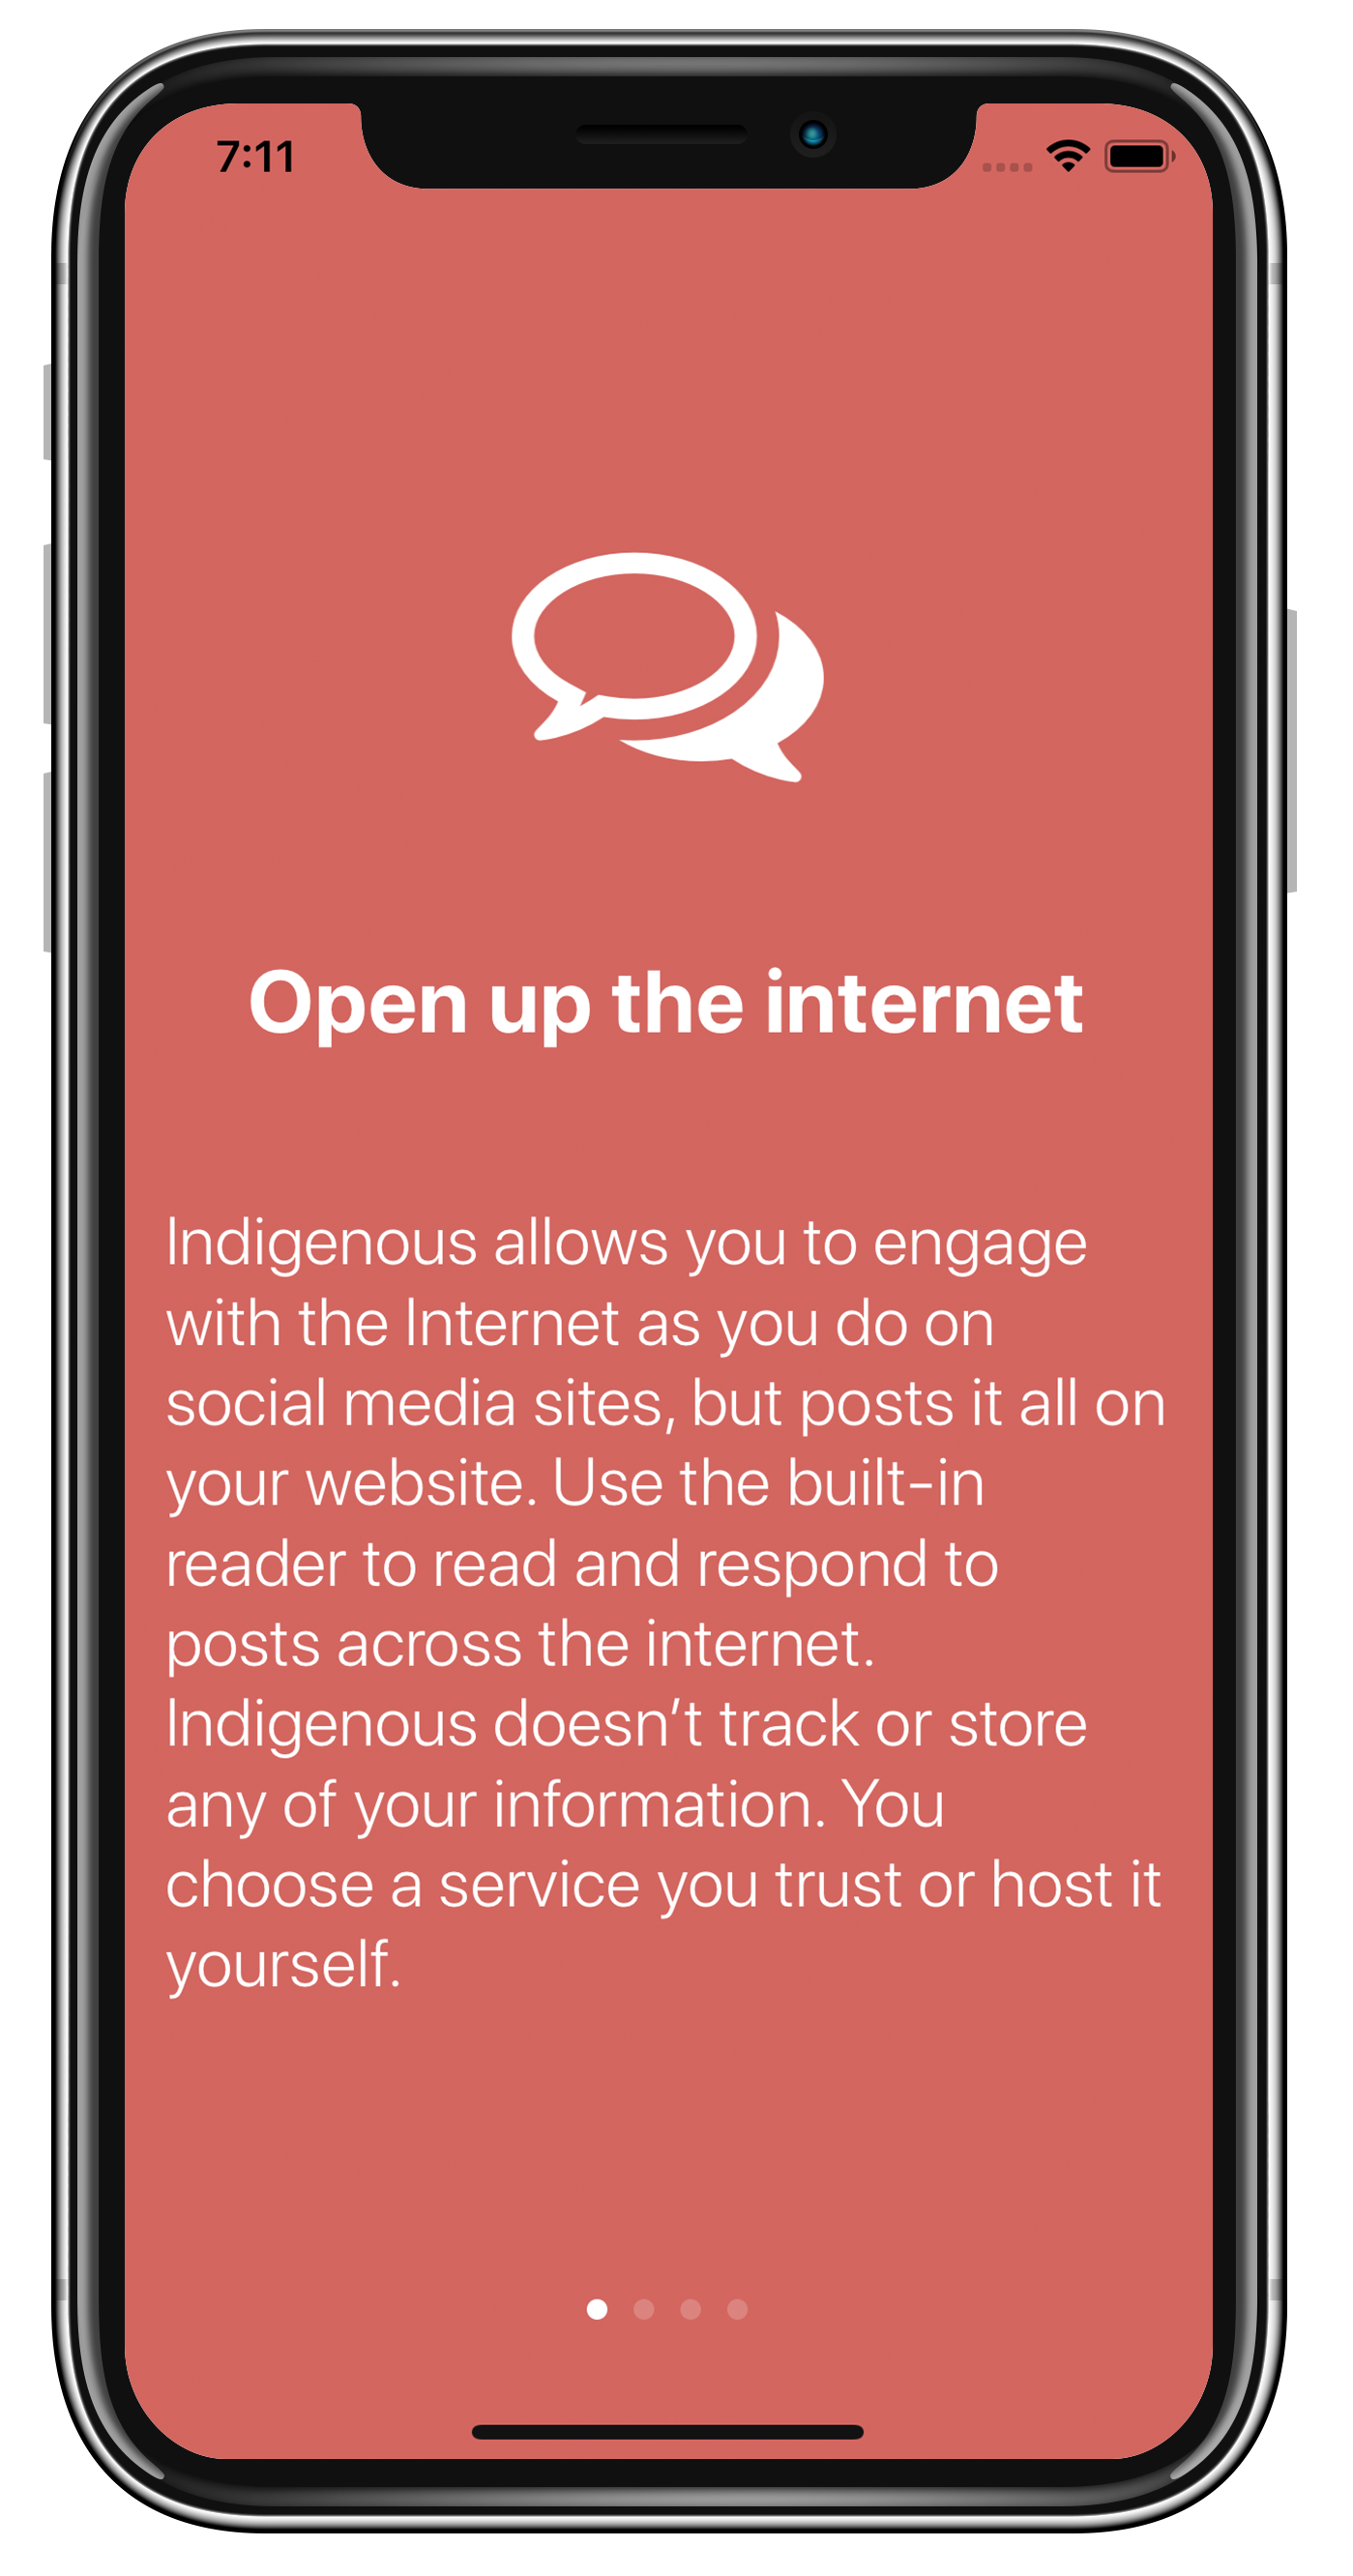 7:11
Open up the internet
Indigenous allows you to engage
with the Internet as you do on
social media sites, but posts it all on
your website. Use the built-in
reader to read and respond to
posts across the internet.
Indigenous doesn’t track or store
any of your information. You
choose a service you trust or host it
yourself.